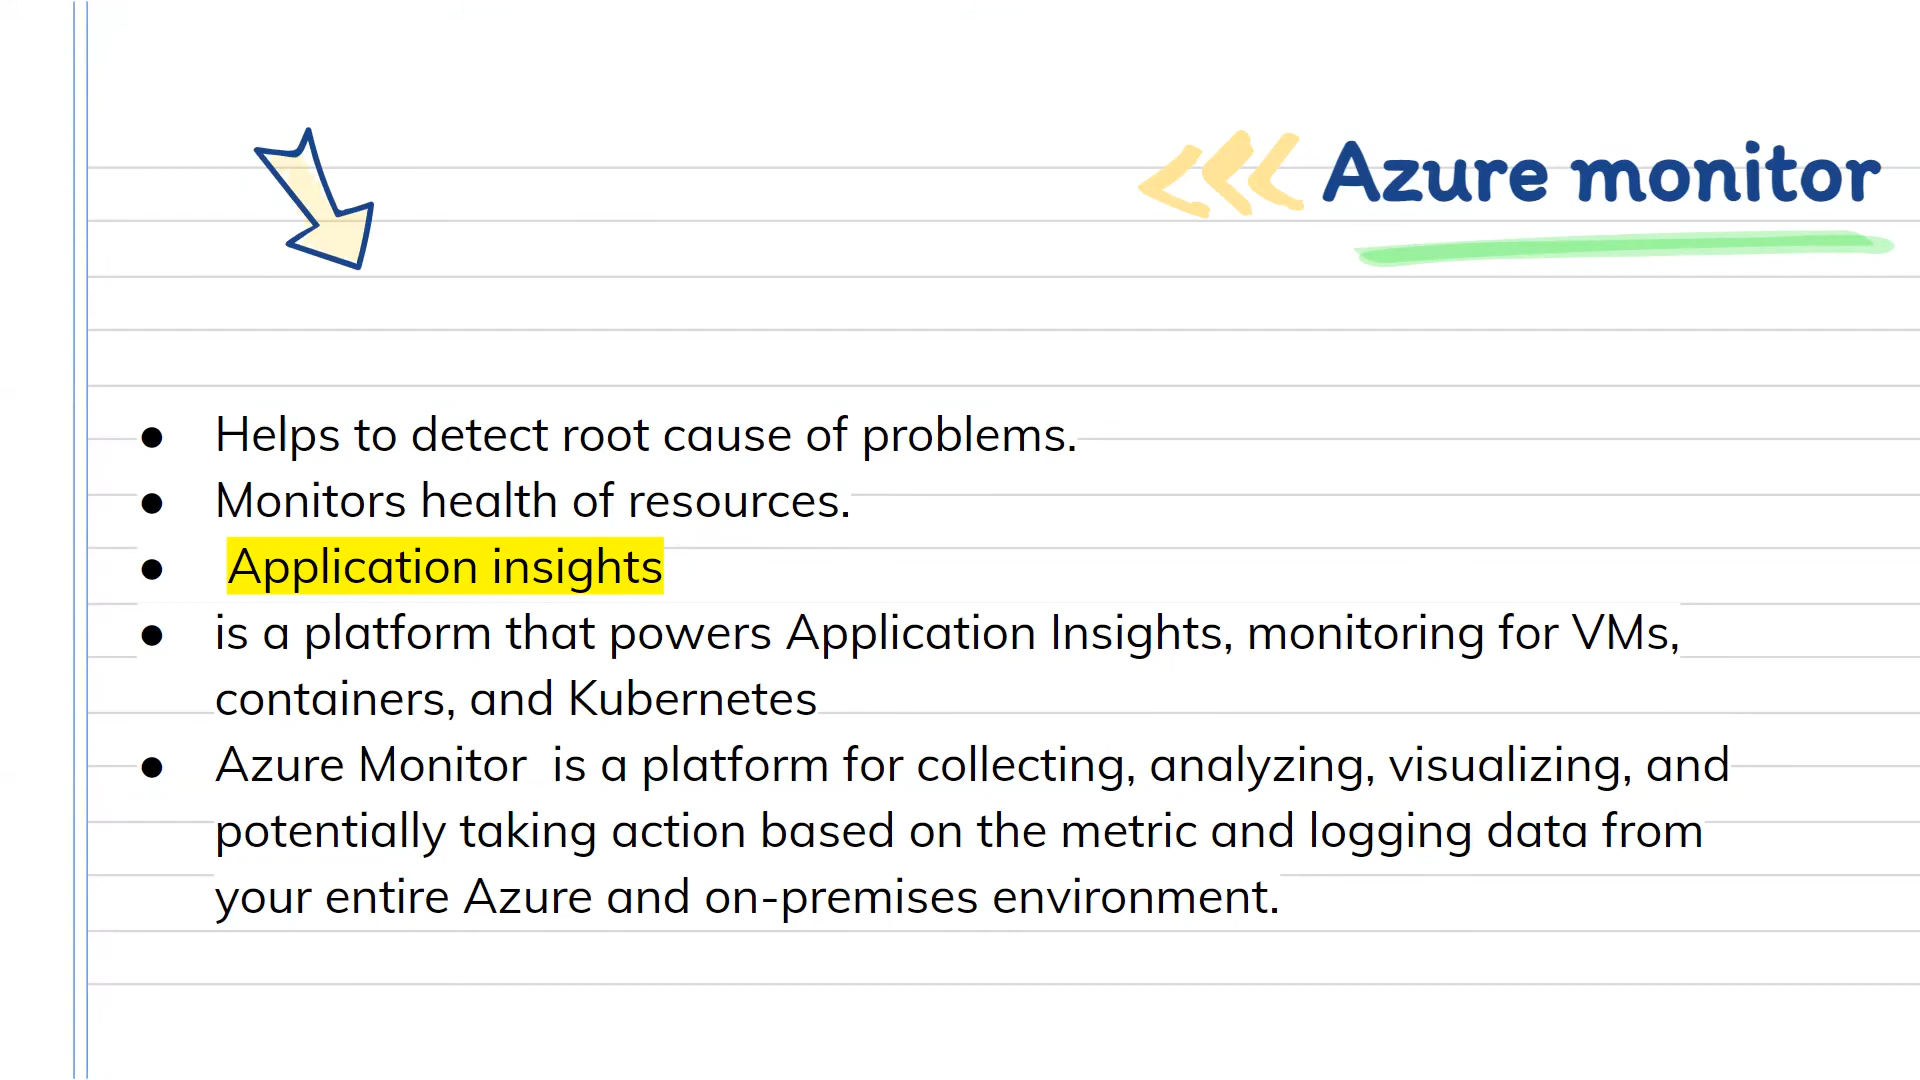 Azure monitor
● Helps to detect root cause of problems.
● Monitors health of resources.
● Application insights
● is a platform that powers Application Insights, monitoring for VMs,
containers, and Kubernetes
● Azure Monitor  is a platform for collecting, analyzing, visualizing, and
potentially taking action based on the metric and logging data from
your entire Azure and on-premises environment.